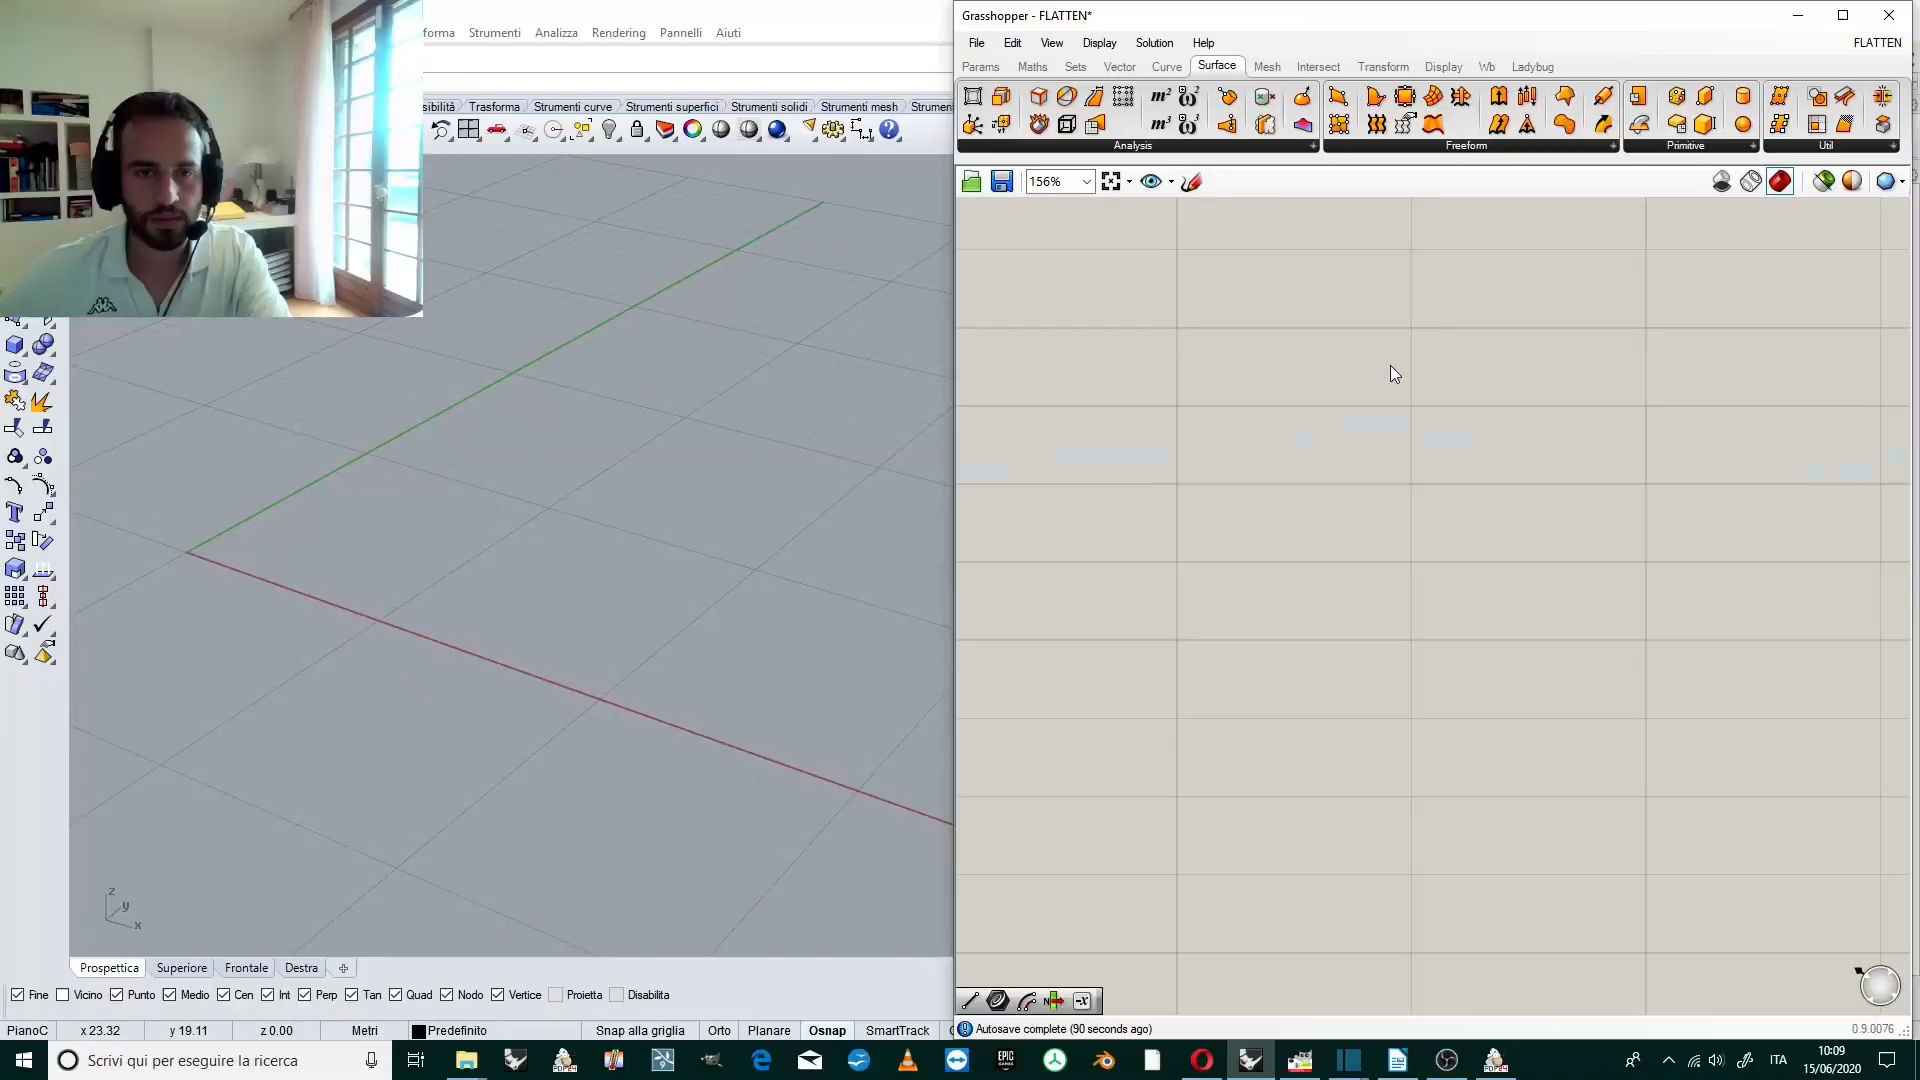 Grasshopper - FLATTEN*
File Edit View Display Solution Help FLATTEN
Params Maths Sets Vector Curve Surface Mesh Intersect Transform Display Vb Ladybug
forma Strumenti Analizza Rendering Pannelli Aiuti
sibilità Trasforma Strumenti curve Strumenti superfici Strumenti solidi Strumenti mesh Strumen
m² m³
Analysis Freeform Primitive Util
156%
z
y
x
Prospettica Superiore Frontale Destra
Fine Vicino Punto Medio Cen Int Perp Tan Quad Nodo Vertice Proietta Disabilita
PianoC x 23.32 y 19.11 z 0.00 Metri Predefinito Snap alla griglia Orto Planare Osnap SmartTrack
Autosave complete (90 seconds ago) 0.9.0076
Scrivi qui per eseguire la ricerca
ITA
10:09
15/06/2020